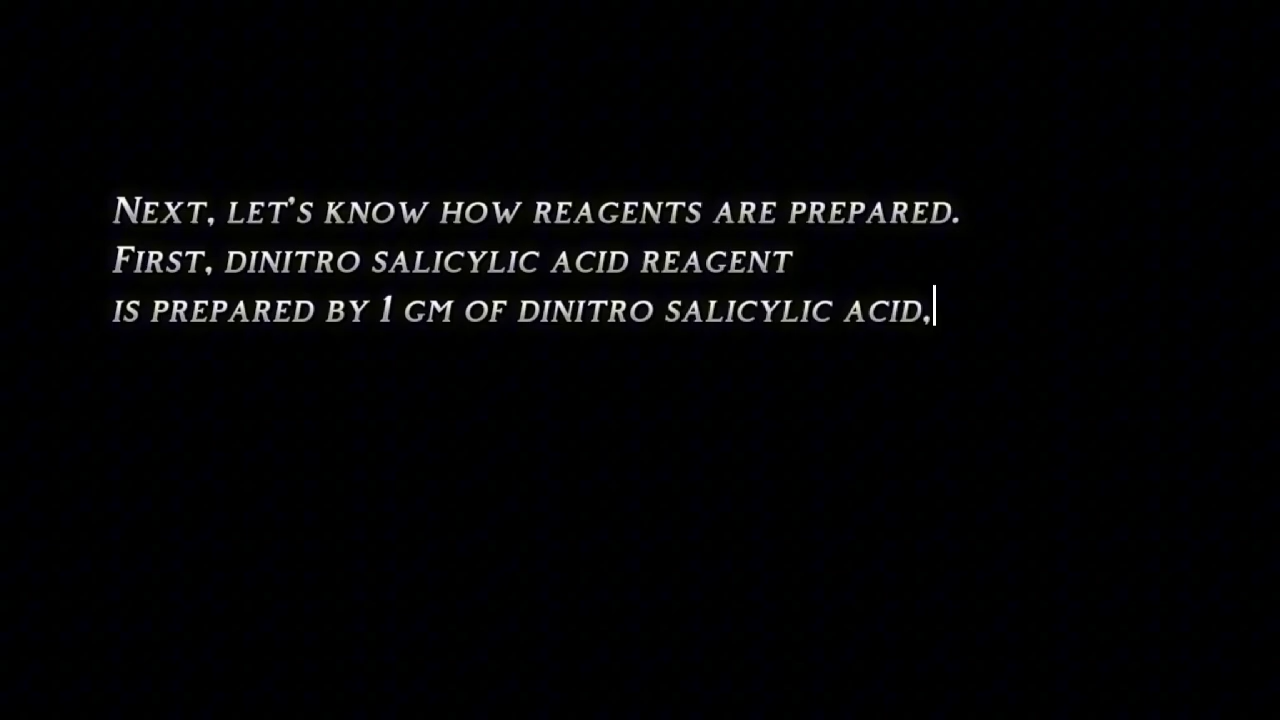 Next, let's know how reagents are prepared.
First, dinitro salicylic acid reagent
is prepared by 1 gm of dinitro salicylic acid,